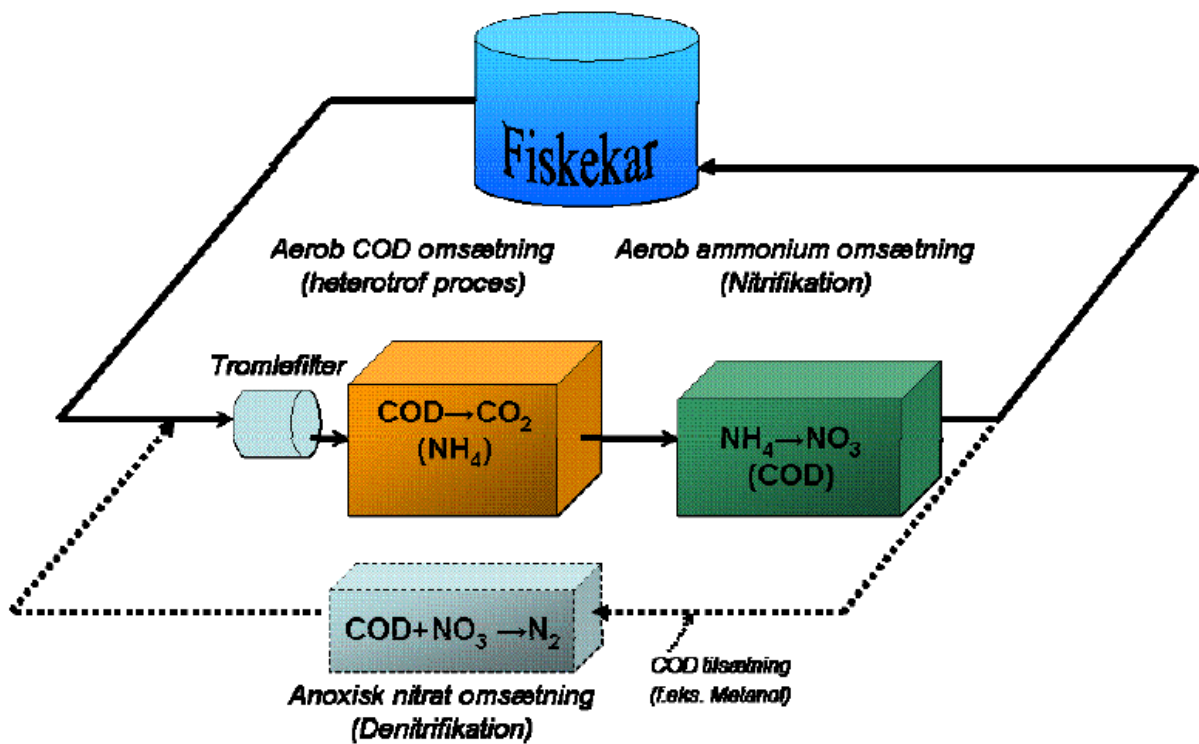 Fiskekar
Aerob COD omsætning
(heterotrof proces)
Aerob ammonium omsætning
(Nitrifikation)
Tromlefilter
COD→CO₂
(NH₄)
NH₄→NO₃
(COD)
COD+NO₃→N₂
COD tilsætning
(f.eks. Metanol)
Anoxisk nitrat omsætning
(Denitrifikation)